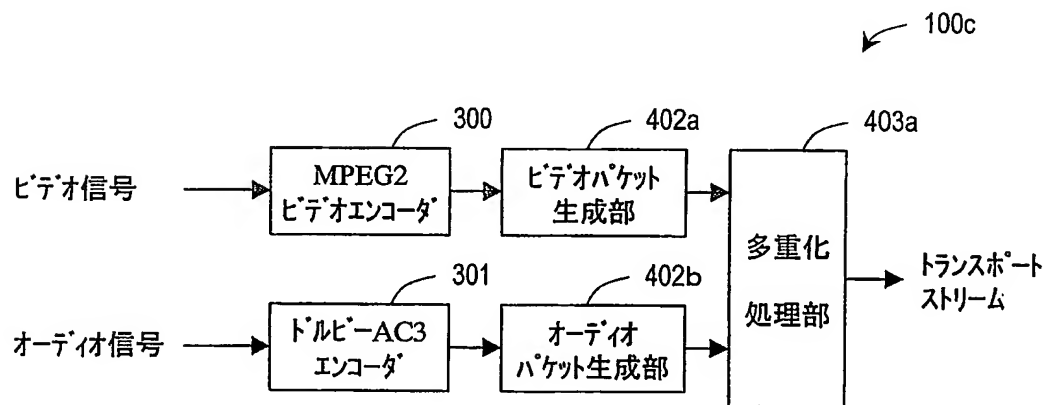 100c
300
402a
403a
ビデオ信号
MPEG2
ビデオエンコーダ
ビデオパケット
生成部
多重化
処理部
トランスポート
ストリーム
301
402b
オーディオ信号
ドルビーAC3
エンコーダ
オーディオ
パケット生成部